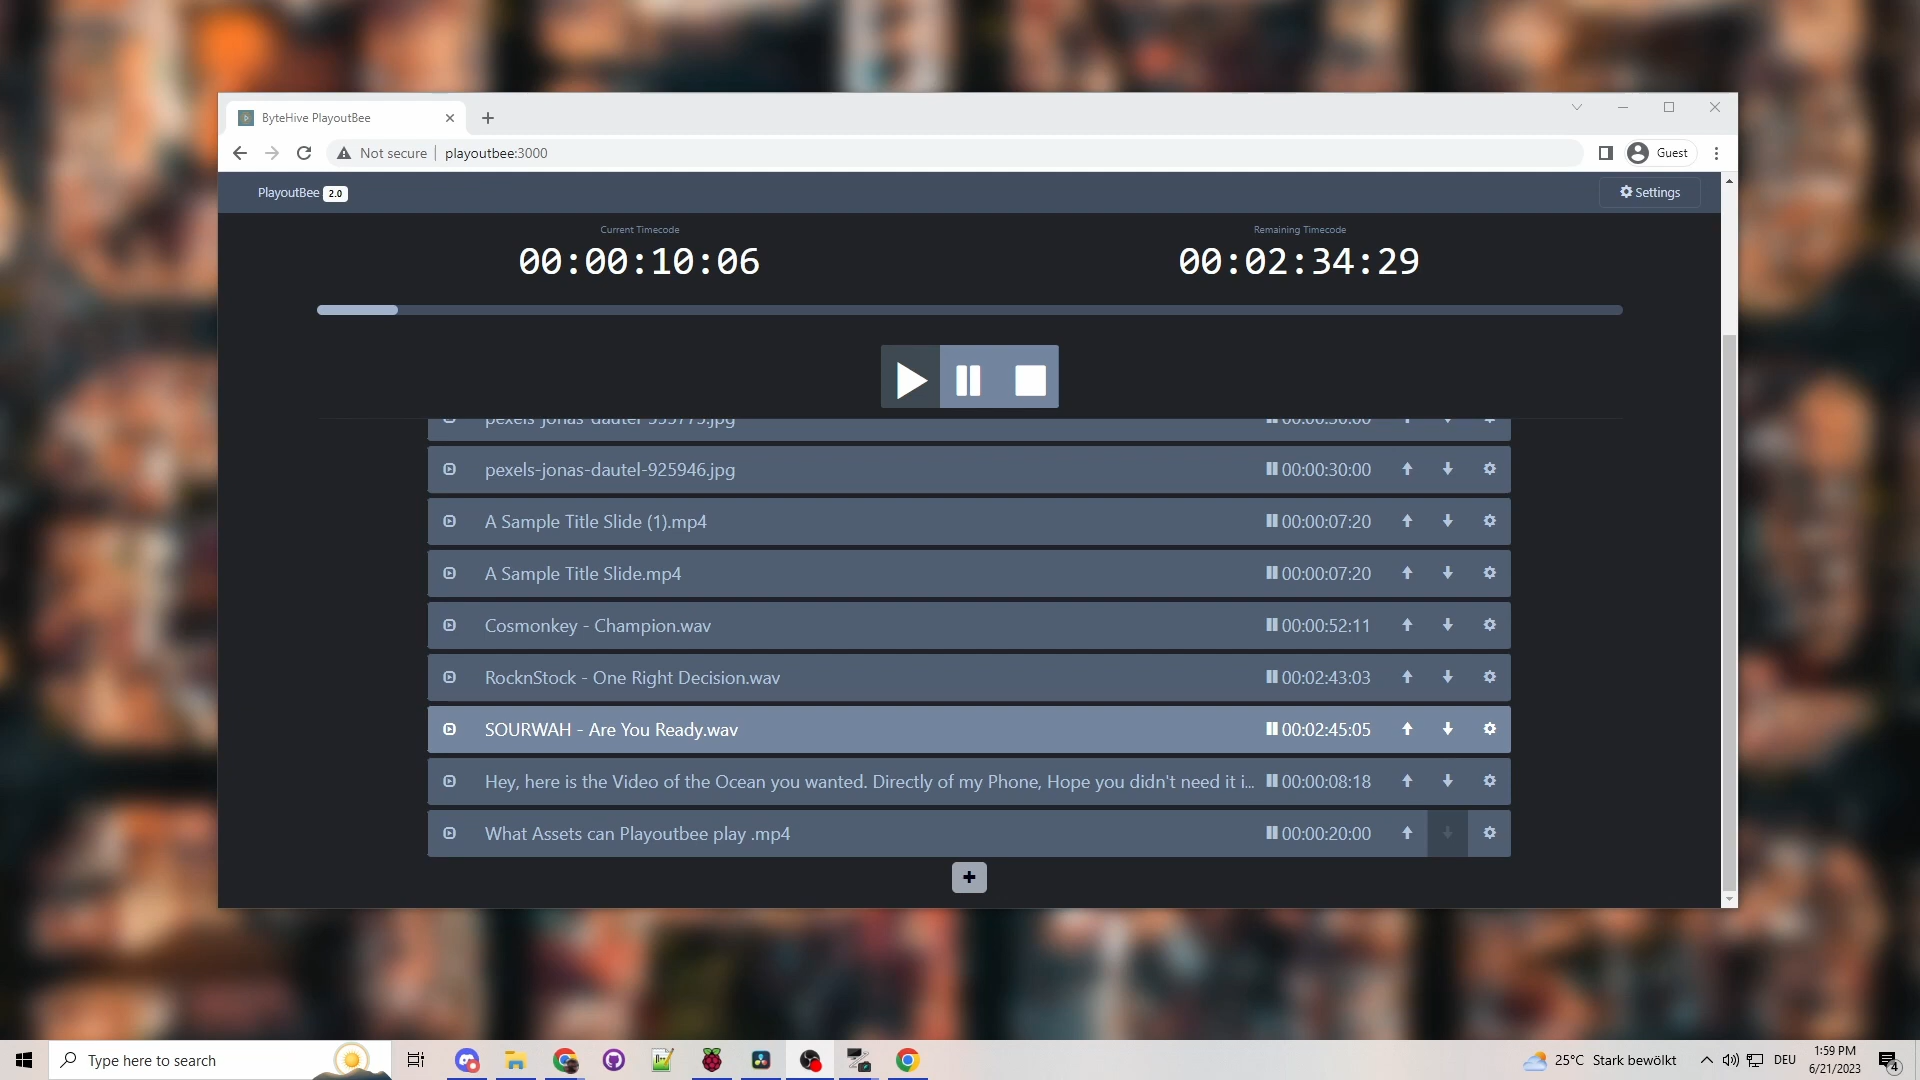 ByteHive PlayoutBee
Not secure playoutbee:3000
Guest
PlayoutBee 2.0
Settings
Current Timecode
Remaining Timecode
00:00:10:06
00:02:34:29
pexels-jonas-dautel-925946.jpg 00:00:30:00
A Sample Title Slide (1).mp4 00:00:07:20
A Sample Title Slide.mp4 00:00:07:20
Cosmonkey - Champion.wav 00:00:52:11
RocknStock - One Right Decision.wav 00:02:43:03
SOURWAH - Are You Ready.wav 00:02:45:05
Hey, here is the Video of the Ocean you wanted. Directly of my Phone, Hope you didn't need it i... 00:00:08:18
What Assets can Playoutbee play .mp4 00:00:20:00
Type here to search
25°C Stark bewölkt
DEU
1:59 PM
6/21/2023
4